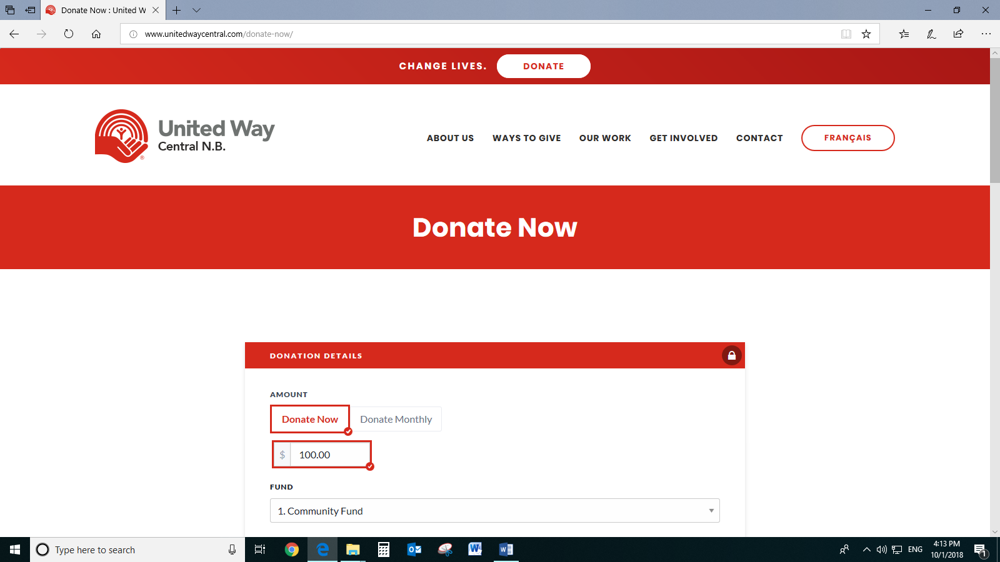 Donate Now : United W
www.unitedwaycentral.com/donate-now/
CHANGE LIVES. DONATE
United Way
Central N.B.
®
ABOUT US WAYS TO GIVE OUR WORK GET INVOLVED CONTACT FRANÇAIS
Donate Now
DONATION DETAILS
AMOUNT
Donate Now Donate Monthly
$ 100.00
FUND
1. Community Fund
Type here to search
ENG
4:13 PM
10/1/2018
1